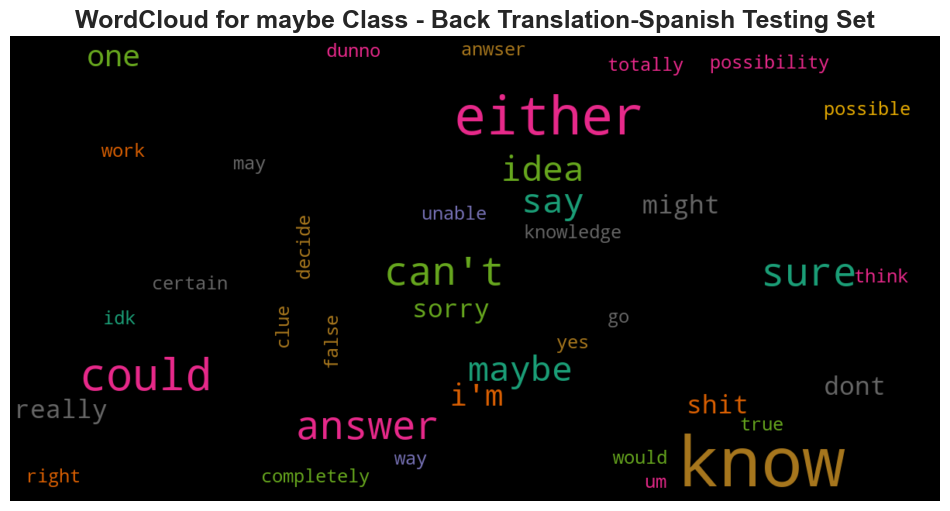 WordCloud for maybe Class - Back Translation-Spanish Testing Set
one
dunno
anwser
totally
possibility
possible
either
work
may
idea
say
might
unable
knowledge
decide
can't
sure
think
certain
sorry
idk
clue
false
go
yes
could
maybe
i'm
dont
really
shit
answer
true
know
way
would
right
completely
um